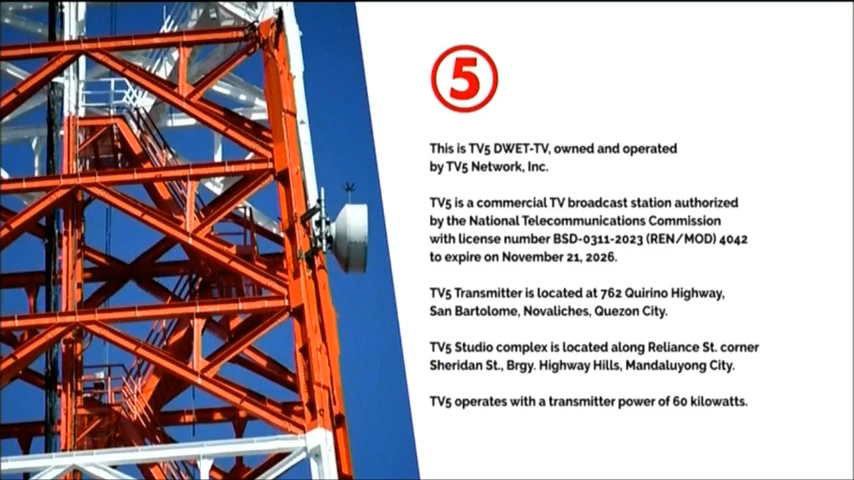 5
This is TV5 DWET-TV, owned and operated
by TV5 Network, Inc.
TV5 is a commercial TV broadcast station authorized
by the National Telecommunications Commission
with license number BSD-0311-2023 (REN/MOD) 4042
to expire on November 21, 2026.
TV5 Transmitter is located at 762 Quirino Highway,
San Bartolome, Novaliches, Quezon City.
TV5 Studio complex is located along Reliance St. corner
Sheridan St., Brgy. Highway Hills, Mandaluyong City.
TV5 operates with a transmitter power of 60 kilowatts.